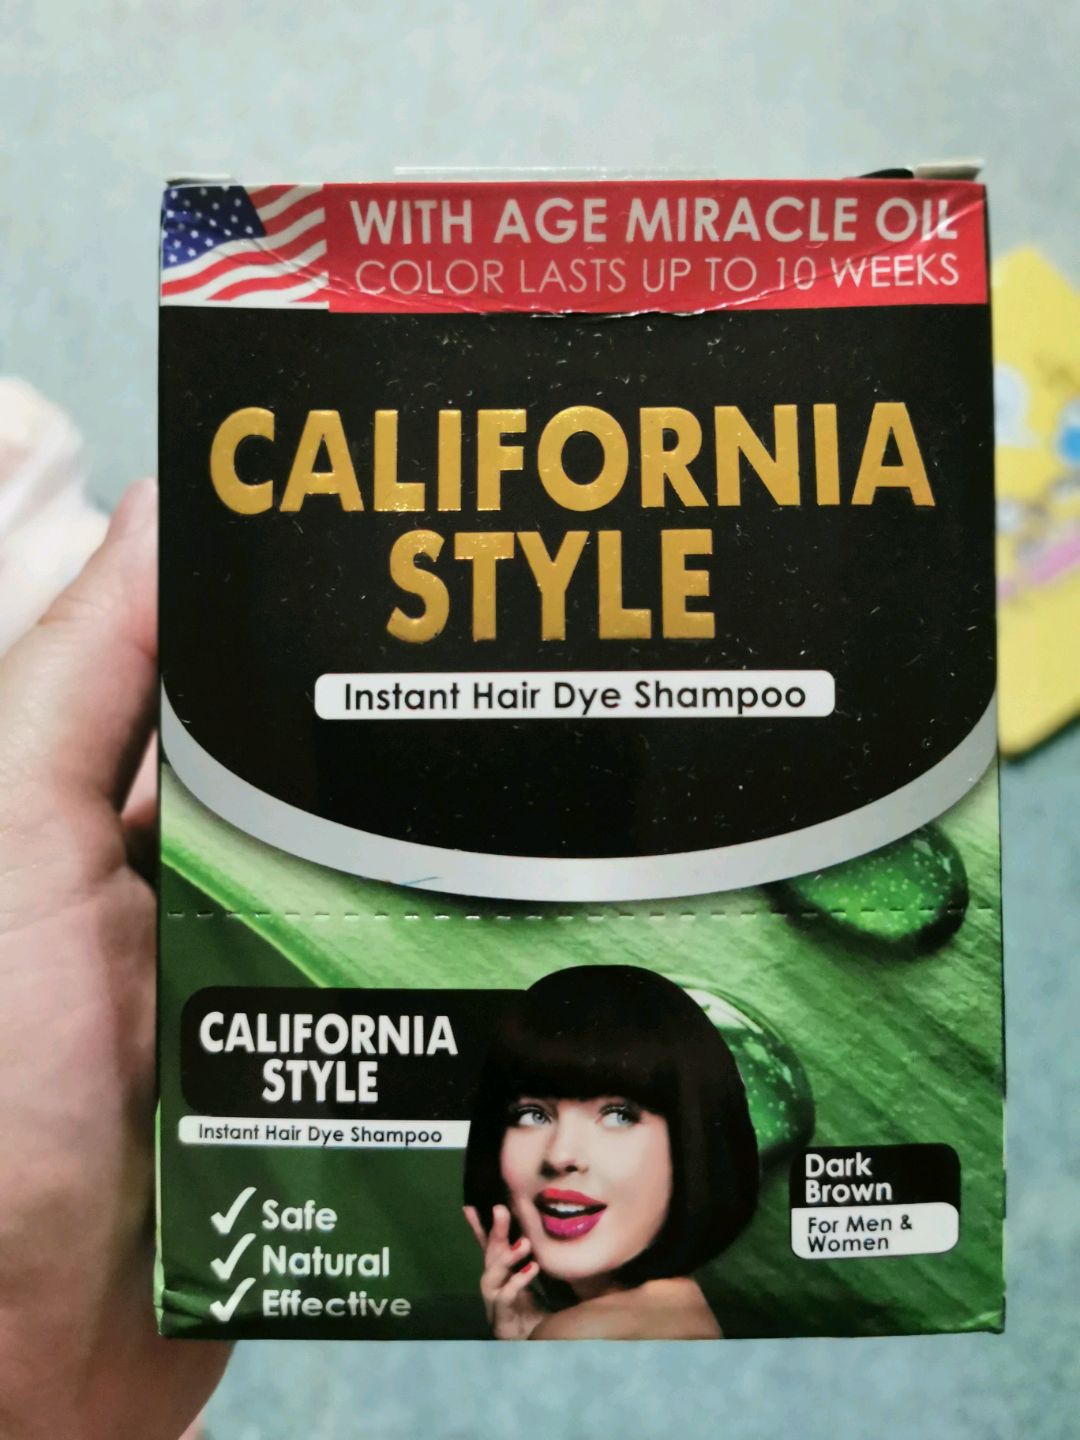 WITH AGE MIRACLE OIL
COLOR LASTS UP TO 10 WEEKS
CALIFORNIA
STYLE
Instant Hair Dye Shampoo
CALIFORNIA
STYLE
Instant Hair Dye Shampoo
Safe
Natural
Effective
Dark
Brown
For Men &
Women